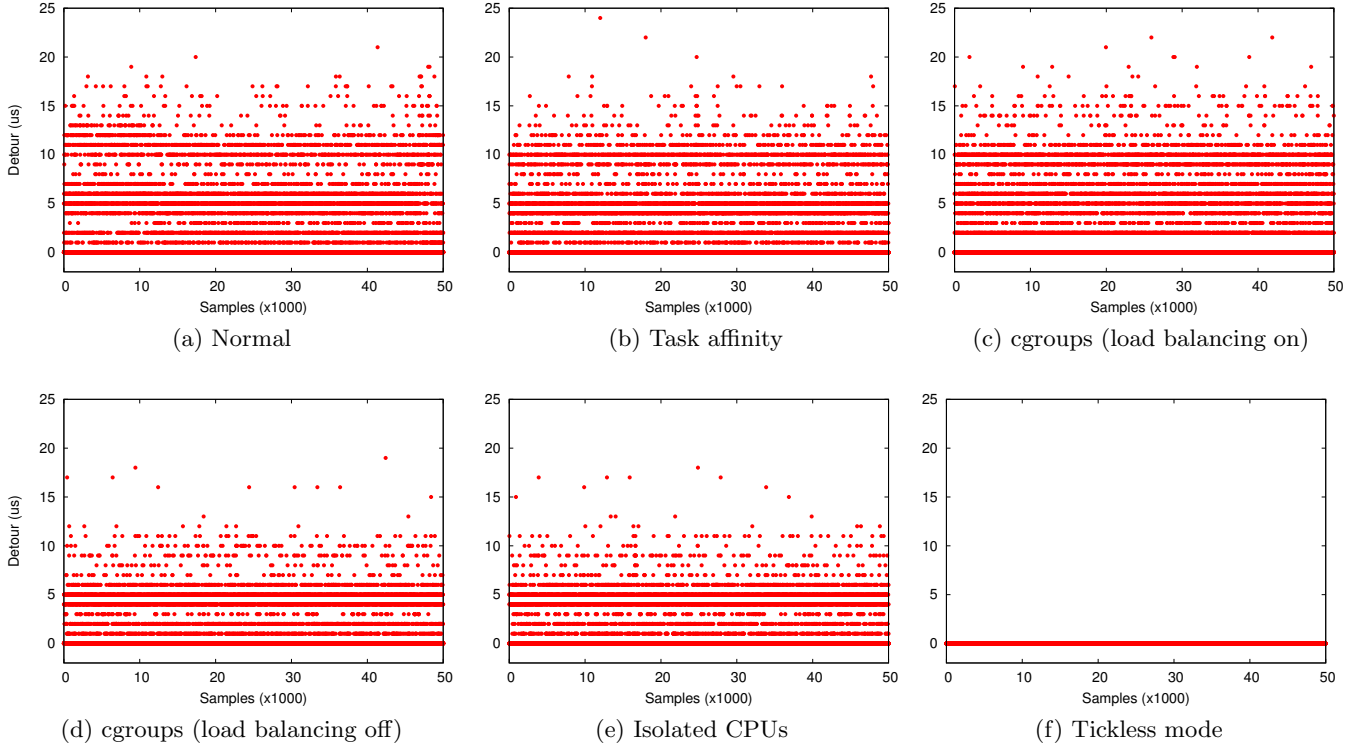 25
20
15
10
5
0
Detour (us)
0 10 20 30 40 50
Samples (x1000)
(a) Normal
25
20
15
10
5
0
0 10 20 30 40 50
Samples (x1000)
(b) Task affinity
25
20
15
10
5
0
0 10 20 30 40 50
Samples (x1000)
(c) cgroups (load balancing on)
25
20
15
10
5
0
Detour (us)
0 10 20 30 40 50
Samples (x1000)
(d) cgroups (load balancing off)
25
20
15
10
5
0
0 10 20 30 40 50
Samples (x1000)
(e) Isolated CPUs
25
20
15
10
5
0
0 10 20 30 40 50
Samples (x1000)
(f) Tickless mode